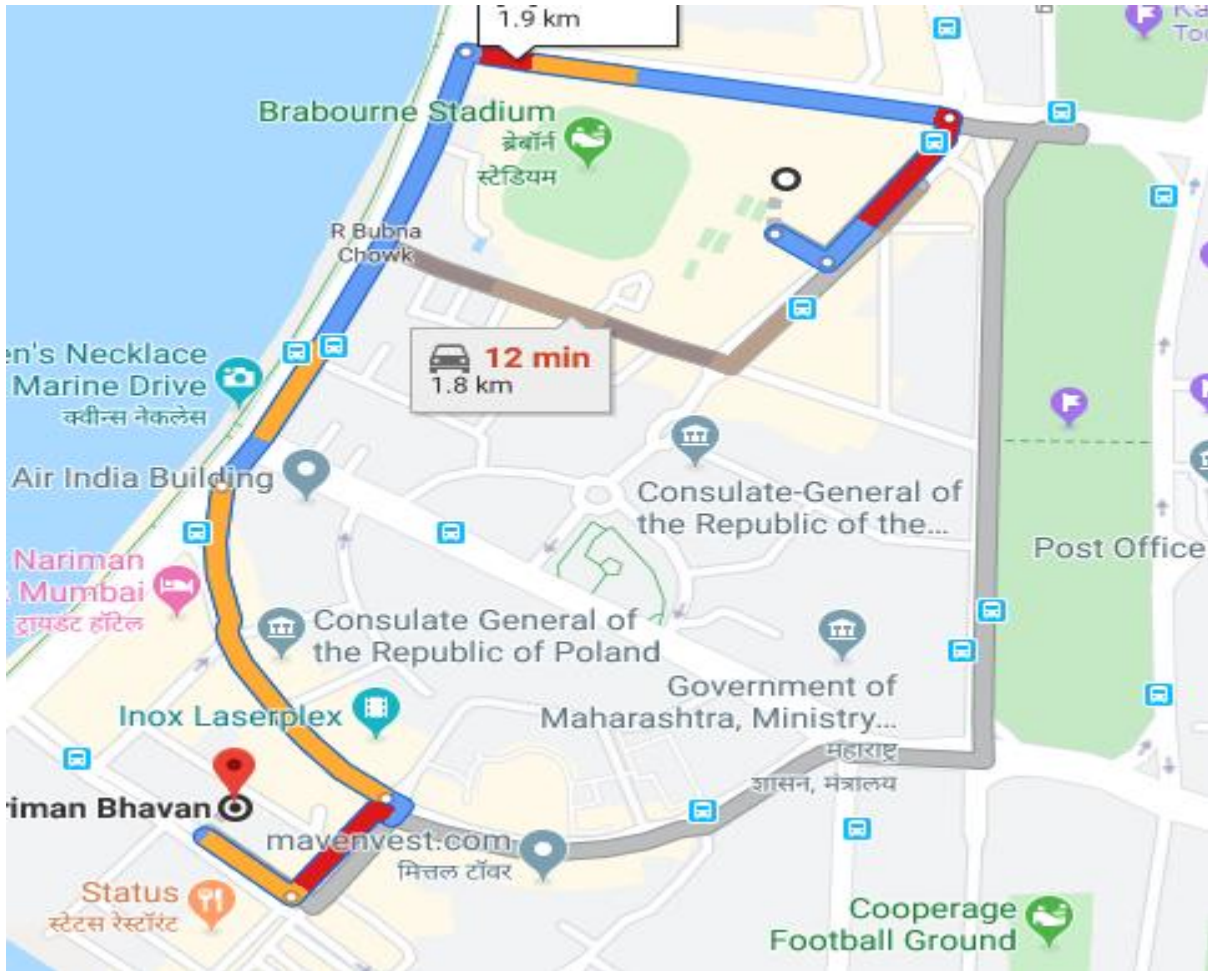 1.9 km
Brabourne Stadium
ब्रेबॉर्न
स्टेडियम
R Bubna
Chowk
12 min
1.8 km
en's Necklace
Marine Drive
क्वीन्स नेकलेस
Air India Building
Consulate-General of
the Republic of the...
Post Office
Nariman
Mumbai
ट्रायडंट हॉटेल
Consulate General of
the Republic of Poland
Government of
Maharashtra, Ministry...
महाराष्ट्र
शासन, मंत्रालय
Inox Laserplex
riman Bhavan
mavenvest.com
मित्तल टॉवर
Status
स्टेटस रेस्टॉरंट
Cooperage
Football Ground